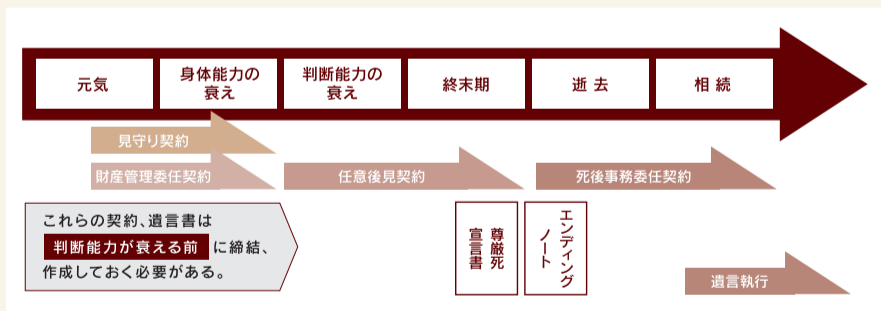 元気
身体能力の
衰え
判断能力の
衰え
終末期
逝去
相続
見守り契約
財産管理委任契約
任意後見契約
死後事務委任契約
これらの契約、遺言書は
判断能力が衰える前 に締結、
作成しておく必要がある。
尊厳死
宣言書
エンディング
ノート
遺言執行